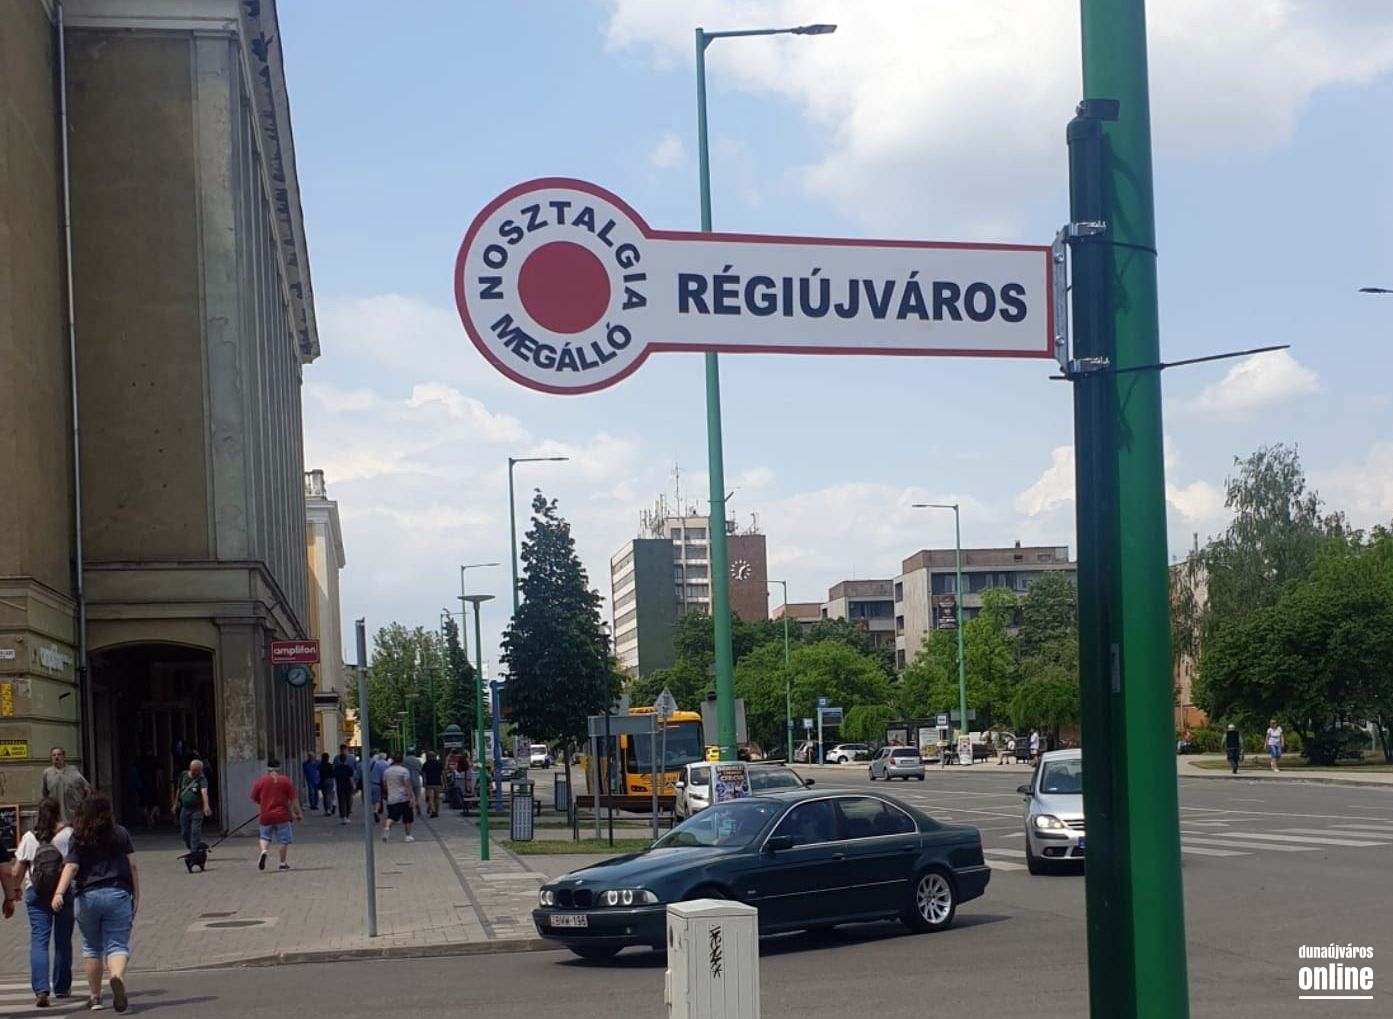 NOSZTALGIA
MEGÁLLÓ
RÉGIÚJVÁROS
amplifon
dunaújváros
online